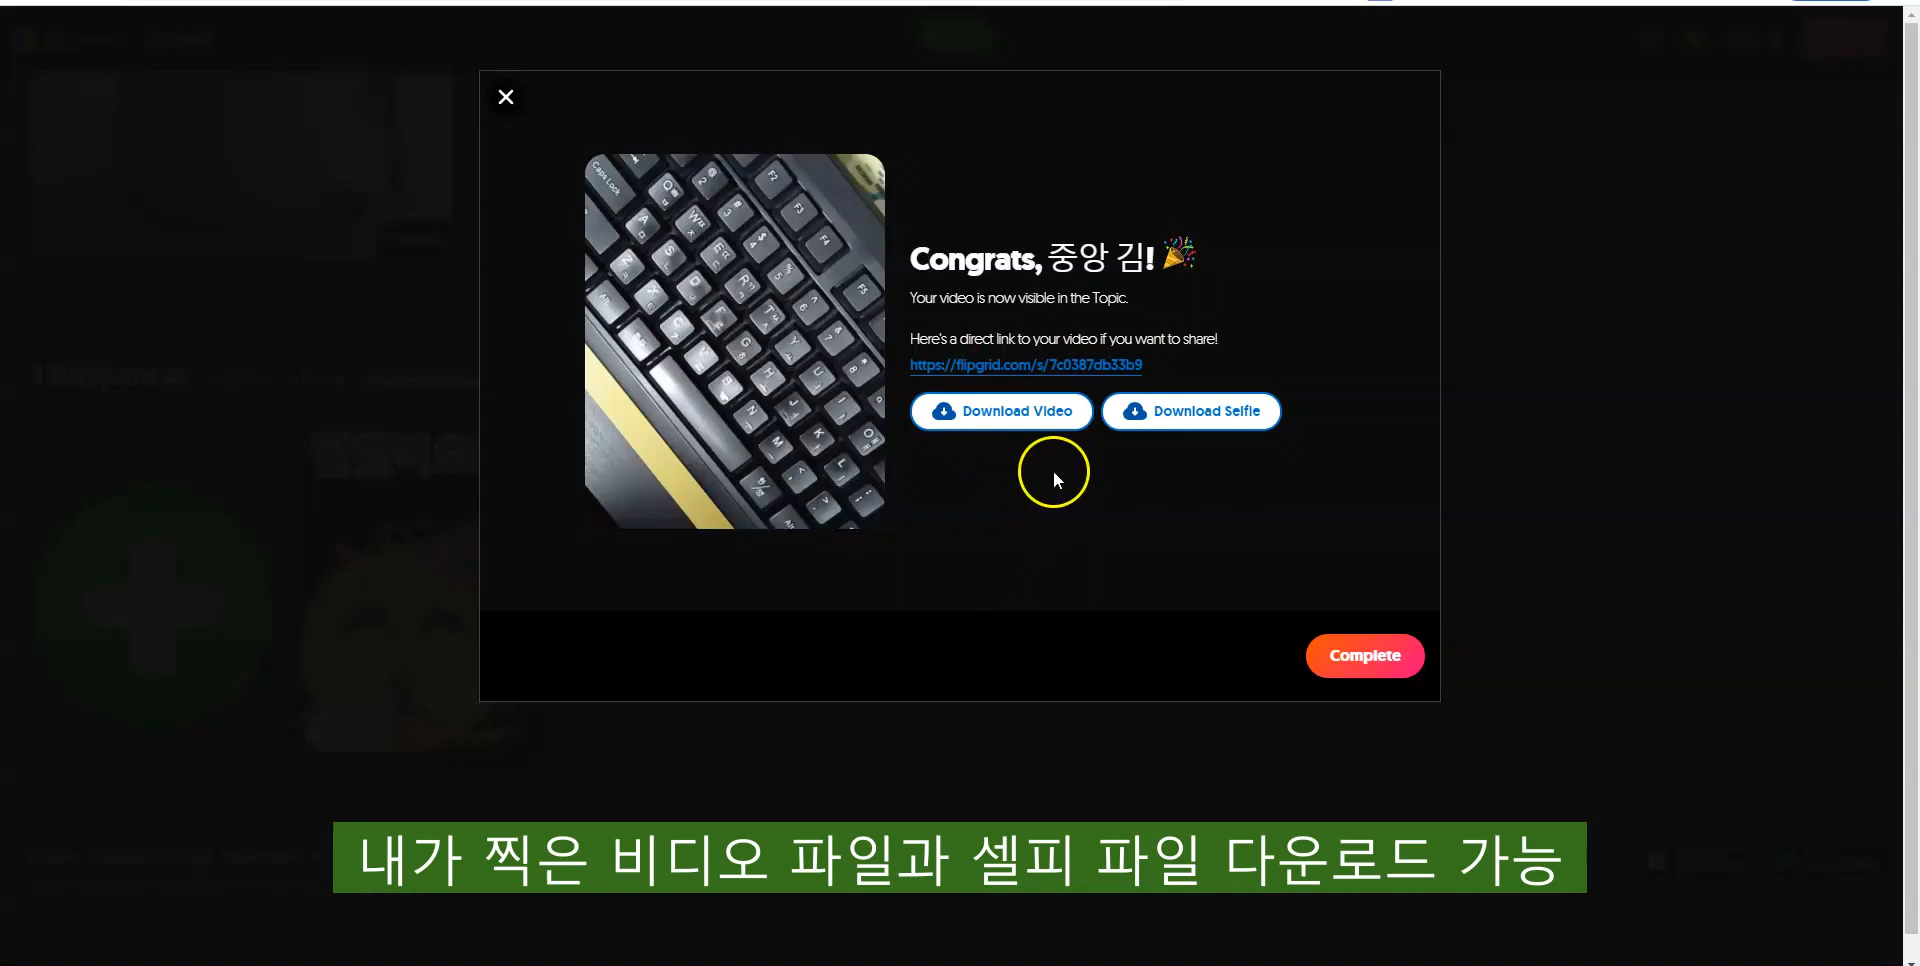 Congrats, 중앙 김! 🎉
Your video is now visible in the Topic.
Here's a direct link to your video if you want to share!
https://flipgrid.com/s/7c0387db33b9
Download Video
Download Selfie
Complete
내가 찍은 비디오 파일과 셀피 파일 다운로드 가능